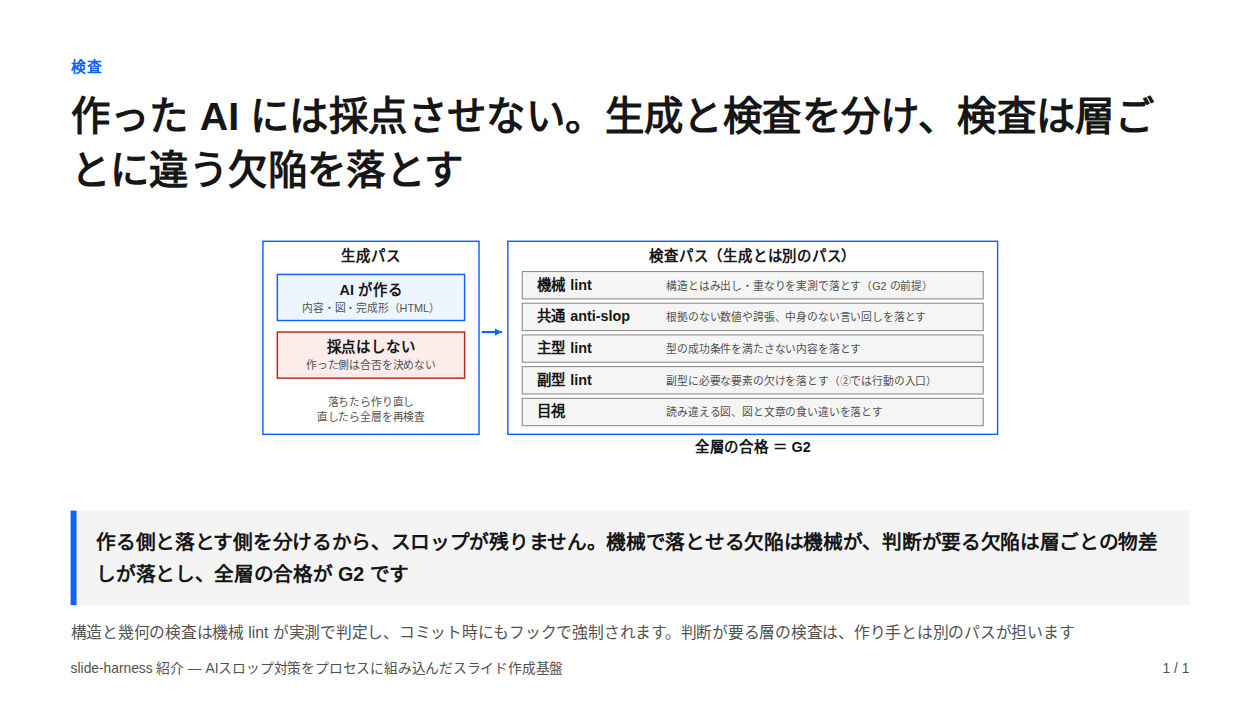 検査
作った AI には採点させない。生成と検査を分け、検査は層ご
とに違う欠陥を落とす
生成パス
AI が作る
内容・図・完成形（HTML）
採点はしない
作った側は合否を決めない
落ちたら作り直し
直したら全層を再検査
検査パス（生成とは別のパス）
機械 lint 構造とはみ出し・重なりを実測で落とす（G2 の前提）
共通 anti-slop 根拠のない数値や誇張、中身のない言い回しを落とす
主型 lint 型の成功条件を満たさない内容を落とす
副型 lint 副型に必要な要素の欠けを落とす（②では行動の入口）
目視 読み違える図、図と文章の食い違いを落とす
全層の合格 ＝ G2
作る側と落とす側を分けるから、スロップが残りません。機械で落とせる欠陥は機械が、判断が要る欠陥は層ごとの物差
しが落とし、全層の合格が G2 です
構造と幾何の検査は機械 lint が実測で判定し、コミット時にもフックで強制されます。判断が要る層の検査は、作り手とは別のパスが担います
slide-harness 紹介 — AIスロップ対策をプロセスに組み込んだスライド作成基盤
1 / 1